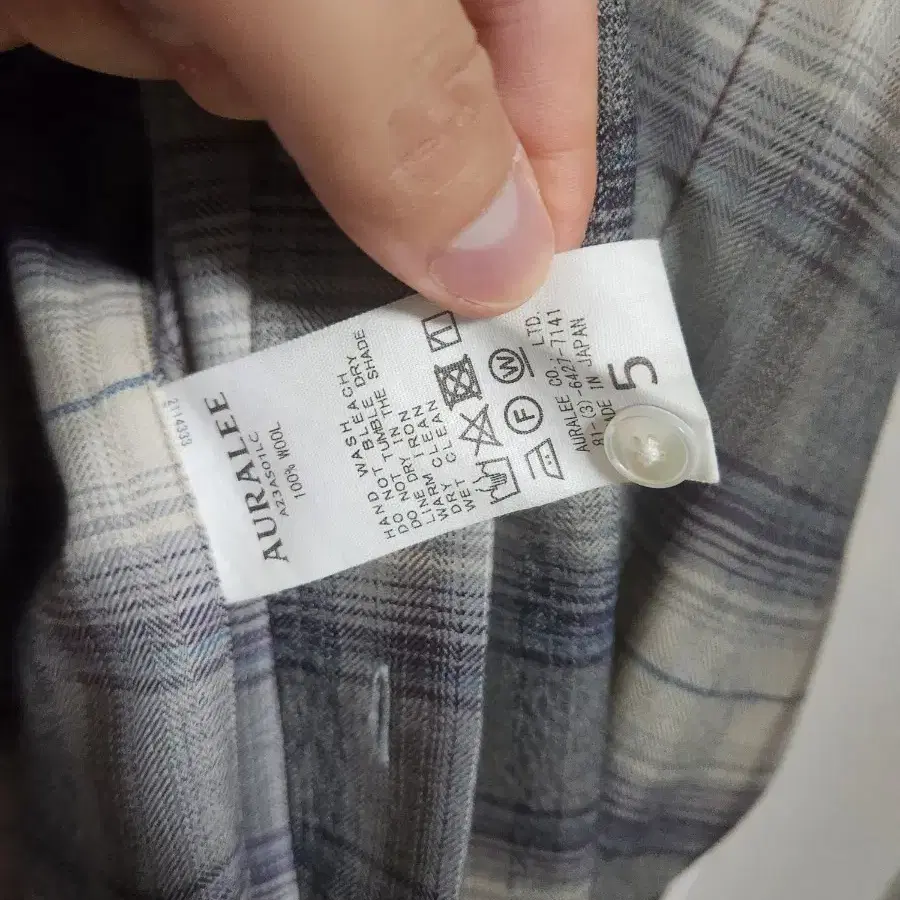 2114333
AURALEE
A23AS01LC
100% WOOL
HAND WASH
DO NOT BLEACH
DO NOT TUMBLE DRY
LINE DRY IN THE SHADE
WARM IRON
DRY CLEAN
WET CLEAN
F
W
AURALEE CO., LTD.
81-(3)-6427-7141
MADE IN JAPAN
5